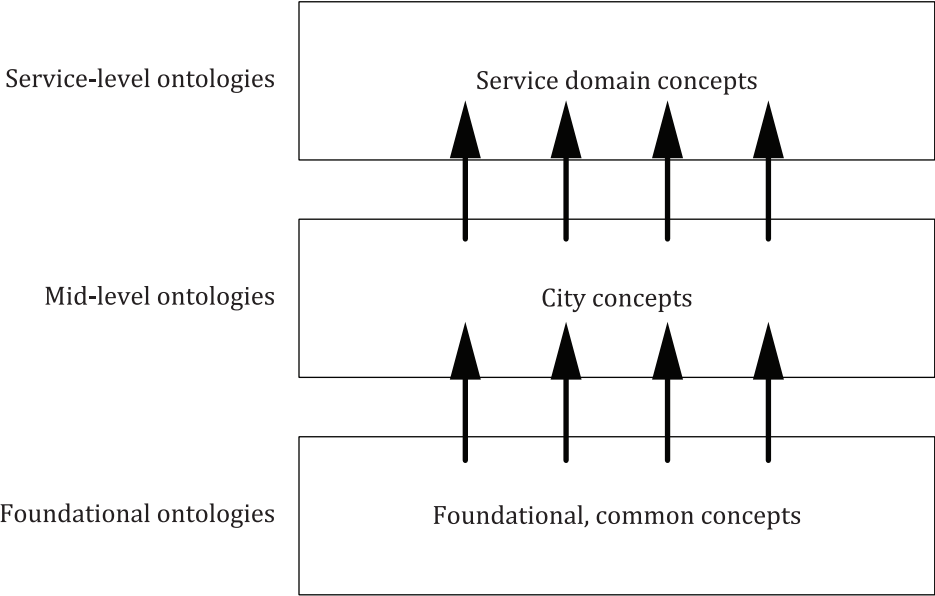 Service-level ontologies
Service domain concepts
Mid-level ontologies
City concepts
Foundational ontologies
Foundational, common concepts